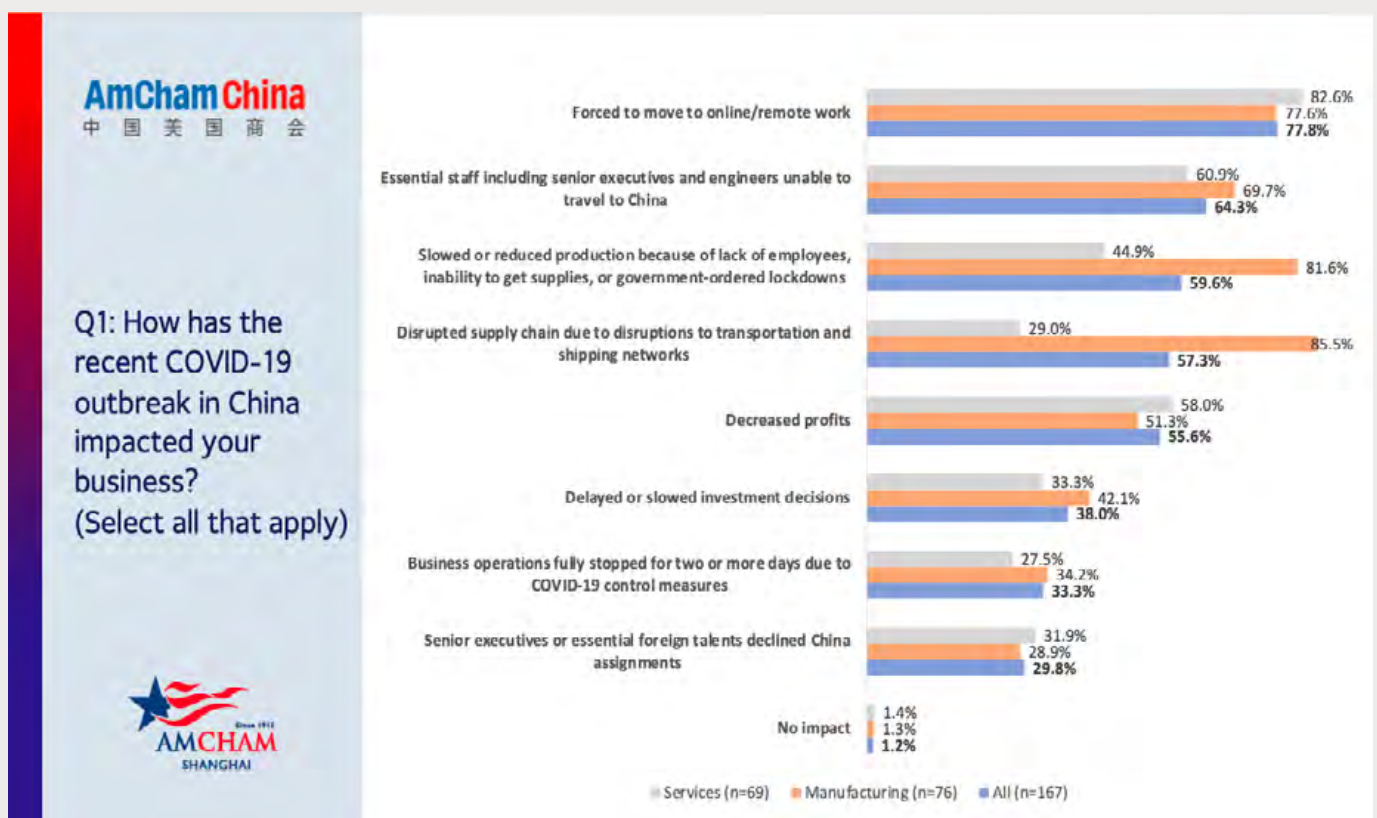 AmCham China
中国美国商会
Q1: How has the
recent COVID-19
outbreak in China
impacted your
business?
(Select all that apply)
Since 1915
AMCHAM
SHANGHAI
Forced to move to online/remote work
82.6%
77.6%
77.8%
Essential staff including senior executives and engineers unable to
travel to China
60.9%
69.7%
64.3%
Slowed or reduced production because of lack of employees,
inability to get supplies, or government-ordered lockdowns
44.9%
81.6%
59.6%
Disrupted supply chain due to disruptions to transportation and
shipping networks
29.0%
85.5%
57.3%
Decreased profits
58.0%
51.3%
55.6%
Delayed or slowed investment decisions
33.3%
42.1%
38.0%
Business operations fully stopped for two or more days due to
COVID-19 control measures
27.5%
34.2%
33.3%
Senior executives or essential foreign talents declined China
assignments
31.9%
28.9%
29.8%
No impact
1.4%
1.3%
1.2%
Services (n=69) Manufacturing (n=76) All (n=167)